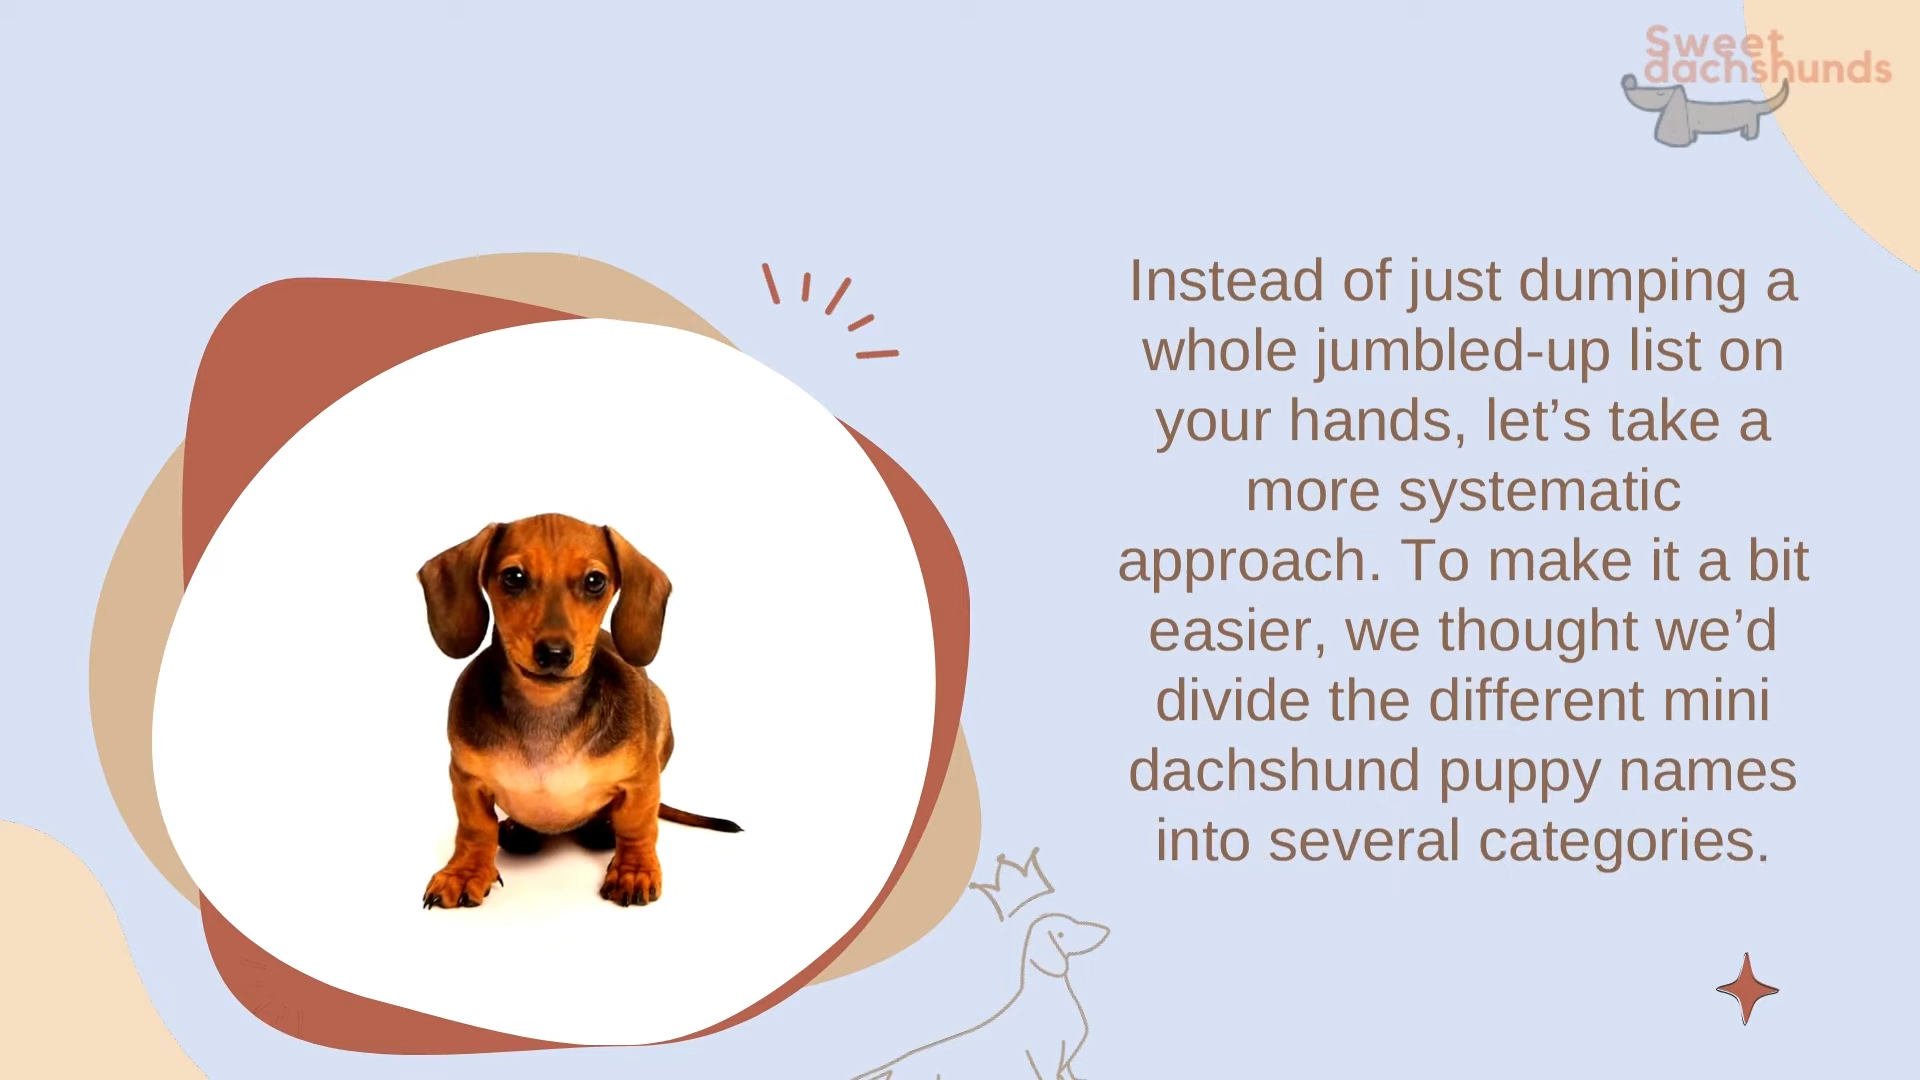 Sweet
dachshunds
Instead of just dumping a
whole jumbled-up list on
your hands, let’s take a
more systematic
approach. To make it a bit
easier, we thought we’d
divide the different mini
dachshund puppy names
into several categories.